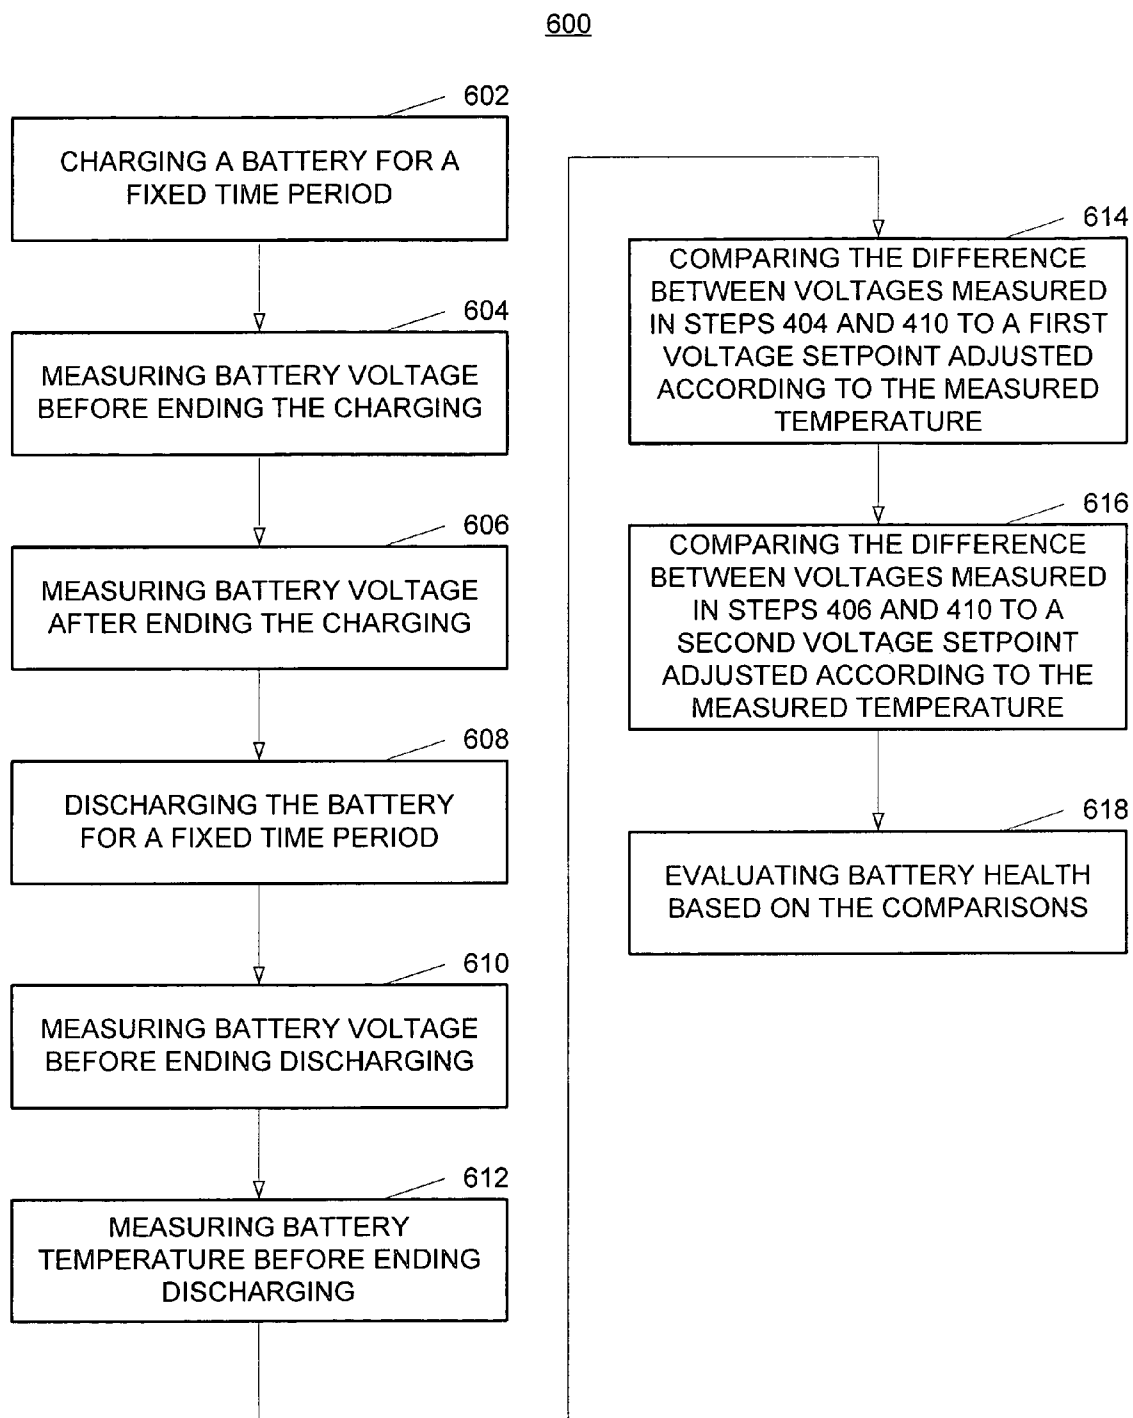 600
602
CHARGING A BATTERY FOR A
FIXED TIME PERIOD
604
MEASURING BATTERY VOLTAGE
BEFORE ENDING THE CHARGING
606
MEASURING BATTERY VOLTAGE
AFTER ENDING THE CHARGING
608
DISCHARGING THE BATTERY
FOR A FIXED TIME PERIOD
610
MEASURING BATTERY VOLTAGE
BEFORE ENDING DISCHARGING
612
MEASURING BATTERY
TEMPERATURE BEFORE ENDING
DISCHARGING
614
COMPARING THE DIFFERENCE
BETWEEN VOLTAGES MEASURED
IN STEPS 404 AND 410 TO A FIRST
VOLTAGE SETPOINT ADJUSTED
ACCORDING TO THE MEASURED
TEMPERATURE
616
COMPARING THE DIFFERENCE
BETWEEN VOLTAGES MEASURED
IN STEPS 406 AND 410 TO A
SECOND VOLTAGE SETPOINT
ADJUSTED ACCORDING TO THE
MEASURED TEMPERATURE
618
EVALUATING BATTERY HEALTH
BASED ON THE COMPARISONS